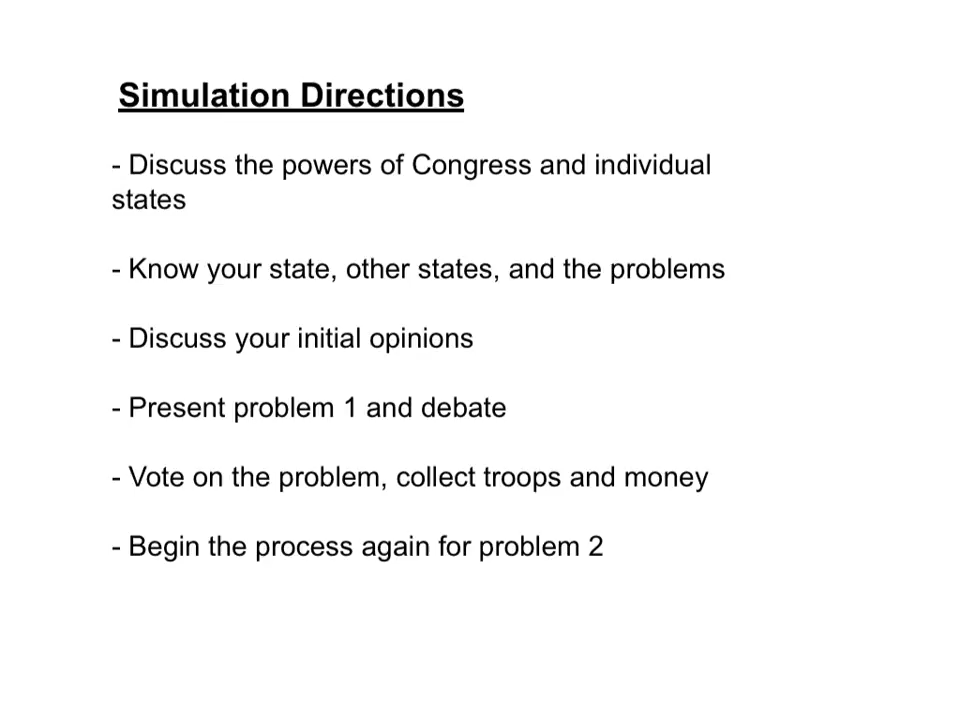 Simulation Directions
- Discuss the powers of Congress and individual
states
- Know your state, other states, and the problems
- Discuss your initial opinions
- Present problem 1 and debate
- Vote on the problem, collect troops and money
- Begin the process again for problem 2